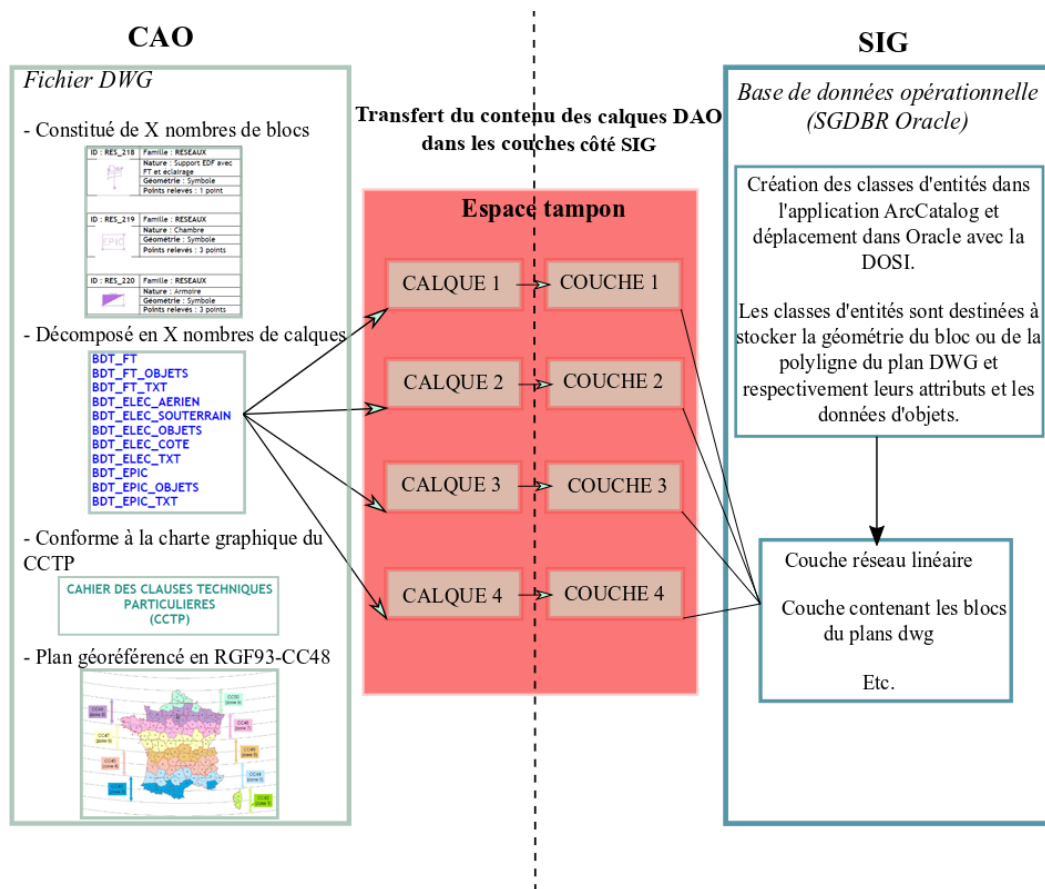 CAO
SIG
Fichier DWG
- Constitué de X nombres de blocs
ID : RES_218 Famille : RESEAUX
Nature : Support EDF avec
FT et éclairage
Géométrie : Symbole
Points relevés : 1 point
ID : RES_219 Famille : RESEAUX
Nature : Chambre
Géométrie : Symbole
Points relevés : 3 points
EPIC
ID : RES_220 Famille : RESEAUX
Nature : Armoire
Géométrie : Symbole
Points relevés : 3 points
- Décomposé en X nombres de calques
BDT_FT
BDT_FT_OBJETS
BDT_FT_TXT
BDT_ELEC_AERIEN
BDT_ELEC_SOUTERRAIN
BDT_ELEC_OBJETS
BDT_ELEC_COTE
BDT_ELEC_TXT
BDT_EPIC
BDT_EPIC_OBJETS
BDT_EPIC_TXT
- Conforme à la charte graphique du
CCTP
CAHIER DES CLAUSES TECHNIQUES
PARTICULIERES
(CCTP)
- Plan géoréférencé en RGF93-CC48
Transfert du contenu des calques DAO
dans les couches côté SIG
Espace tampon
CALQUE 1
COUCHE 1
CALQUE 2
COUCHE 2
CALQUE 3
COUCHE 3
CALQUE 4
COUCHE 4
Base de données opérationnelle
(SGDBR Oracle)
Création des classes d'entités dans
l'application ArcCatalog et
déplacement dans Oracle avec la
DOSI.
Les classes d'entités sont destinées à
stocker la géométrie du bloc ou de la
polyligne du plan DWG et
respectivement leurs attributs et les
données d'objets.
Couche réseau linéaire
Couche contenant les blocs
du plans dwg
Etc.